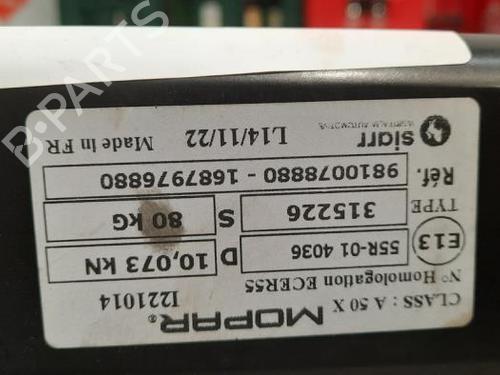 MOPAR®
CLASS : A 50 X I221014
N° Homologation ECER55
E13 55R-01 4036 D 10,073 kN
TYPE 315226 S 80 KG
Réf. 9810078880 - 1687976880
siarr L14/11/22 Made in FR
B-PARTS